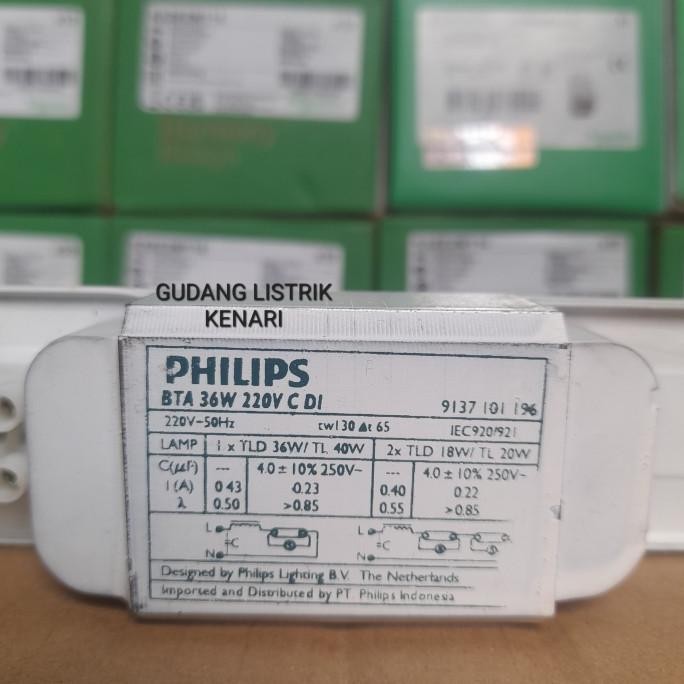 GUDANG LISTRIK
KENARI
PHILIPS
BTA 36W 220V C DI
9137 101 196
220V-50Hz tw130 Δt 65 IEC920/921
LAMP 1 x TLD 36W/ TL 40W 2x TLD 18W/ TL 20W
C(μF) --- 4.0 ± 10% 250V~ --- 4.0 ± 10% 250V~
I (A) 0.43 0.23 0.40 0.22
λ 0.50 >0.85 0.55 >0.85
L =C L =C
N N
Designed by Philips Lighting B.V. The Netherlands
Imported and Distributed by PT. Philips Indonesia